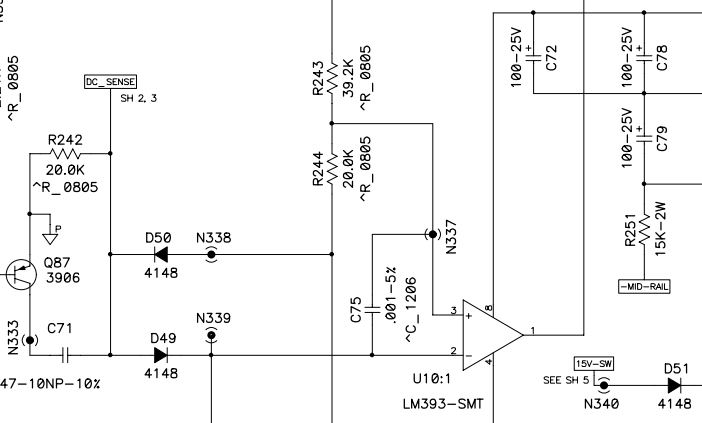 DC_SENSE
SH 2, 3
^R_0805
R242
20.0K
^R_0805
P
Q87
3906
N333
C71
47-10NP-10%
D50
4148
N338
N339
D49
4148
R243
39.2K
^R_0805
R244
20.0K
^R_0805
N337
C75
.001-5%
^C_1206
3
+
2
-
8
4
1
U10:1
LM393-SMT
100-25V
+
C72
100-25V
+
C78
100-25V
+
C79
R251
15K-2W
-MID-RAIL
15V-SW
SEE SH 5
N340
D51
4148